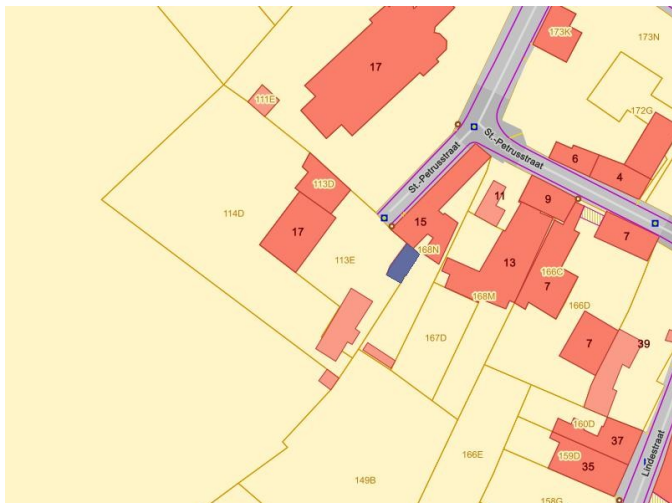 173K
173N
17
111E
172G
St.-Petrusstraat
St.-Petrusstraat
6
4
113D
11
9
114D
15
17
7
168N
113E
13
166C
7
168M
166D
167D
7
39
160D
37
159D
35
166E
149B
158G
Lindestraat